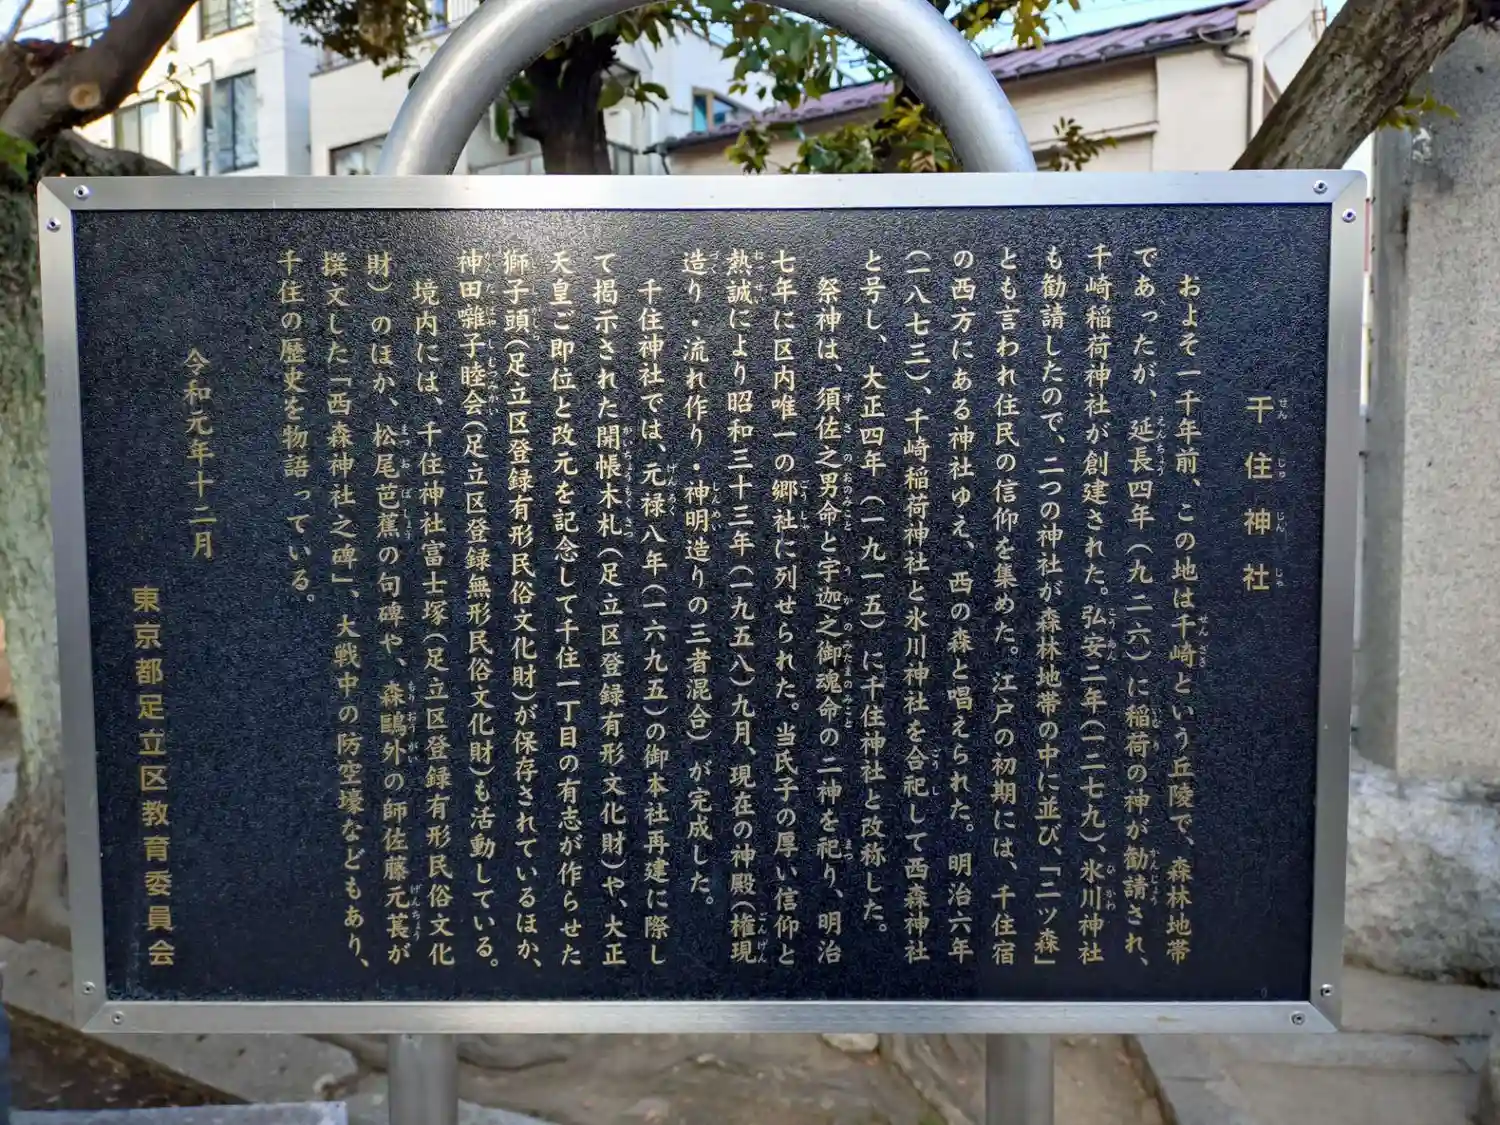 千住神社
およそ一千年前、この地は千崎という丘陵で、森林地帯
であったが、延長四年（九二六）に稲荷の神が勧請され、
千崎稲荷神社が創建された。弘安二年（一二七九）、氷川神社
も勧請したので、二つの神社が森林地帯の中に並び、「二ツ森」
とも言われ住民の信仰を集めた。江戸の初期には、千住宿
の西方にある神社ゆえ、西の森と唱えられた。明治六年
（一八七三）、千崎稲荷神社と氷川神社を合祀して西森神社
と号し、大正四年（一九一五）に千住神社と改称した。
祭神は、須佐之男命と宇迦之御魂命の二神を祀り、明治
七年に区内唯一の郷社に列せられた。当氏子の厚い信仰と
熱誠により昭和三十三年（一九五八）九月、現在の神殿（権現
造り・流れ作り・神明造りの三者混合）が完成した。
千住神社では、元禄八年（一六九五）の御本社再建に際し
て掲示された開帳木札（足立区登録有形文化財）や、大正
天皇ご即位と改元を記念して千住一丁目の有志が作らせた
獅子頭（足立区登録有形民俗文化財）が保存されているほか、
神田囃子睦会（足立区登録無形民俗文化財）も活動している。
境内には、千住神社富士塚（足立区登録有形民俗文化
財）のほか、松尾芭蕉の句碑や、森鷗外の師佐藤元萇が
撰文した「西森神社之碑」、大戦中の防空壕などもあり、
千住の歴史を物語っている。
令和元年十二月
東京都足立区教育委員会